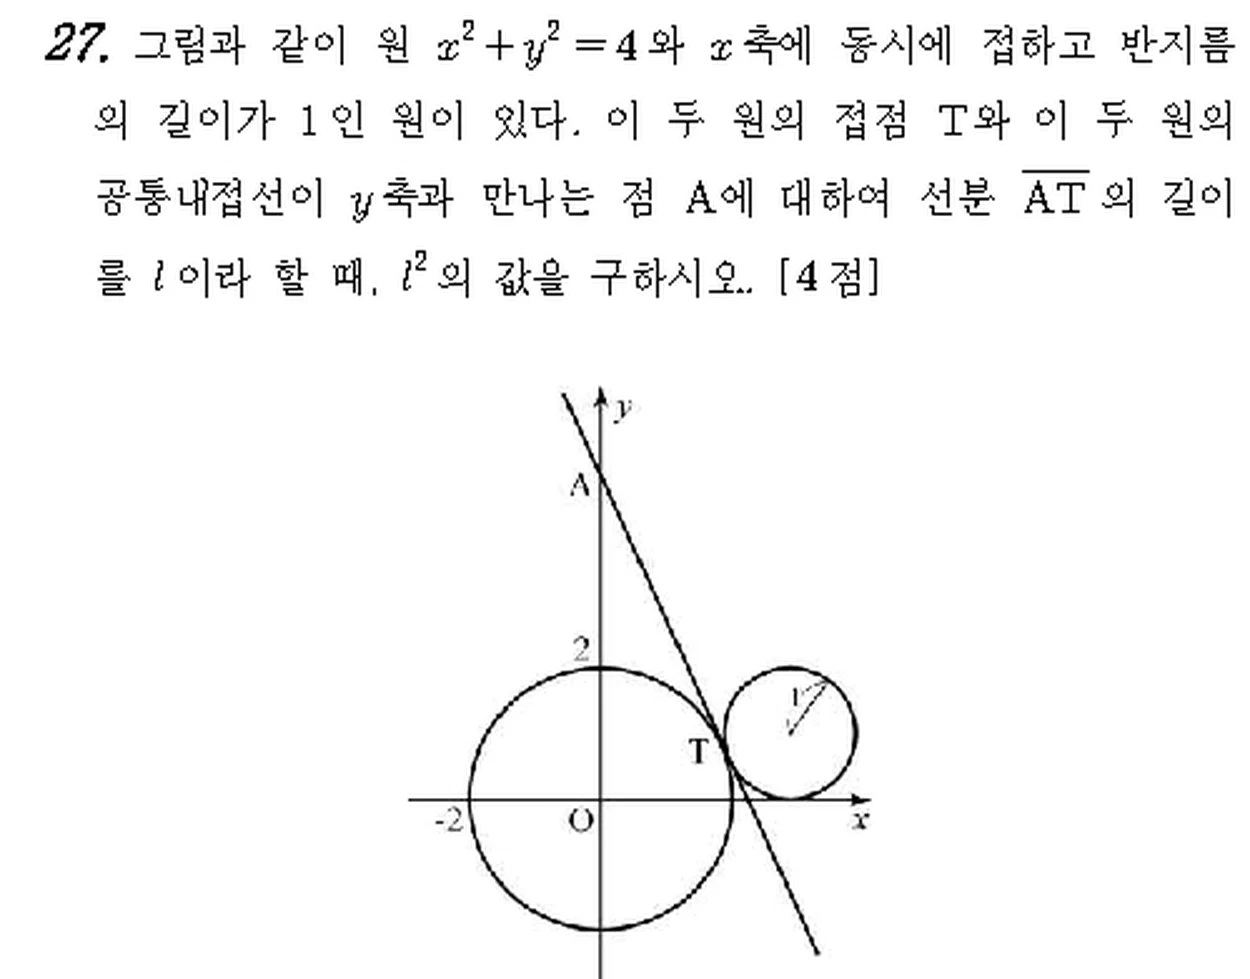 27. 그림과 같이 원 x²+y²=4와 x축에 동시에 접하고 반지름
의 길이가 1인 원이 있다. 이 두 원의 접점 T와 이 두 원의
공통내접선이 y축과 만나는 점 A에 대하여 선분 A̅T̅의 길이
를 l이라 할 때, l²의 값을 구하시오. [4점]
y
A
2
1
T
-2
O
x